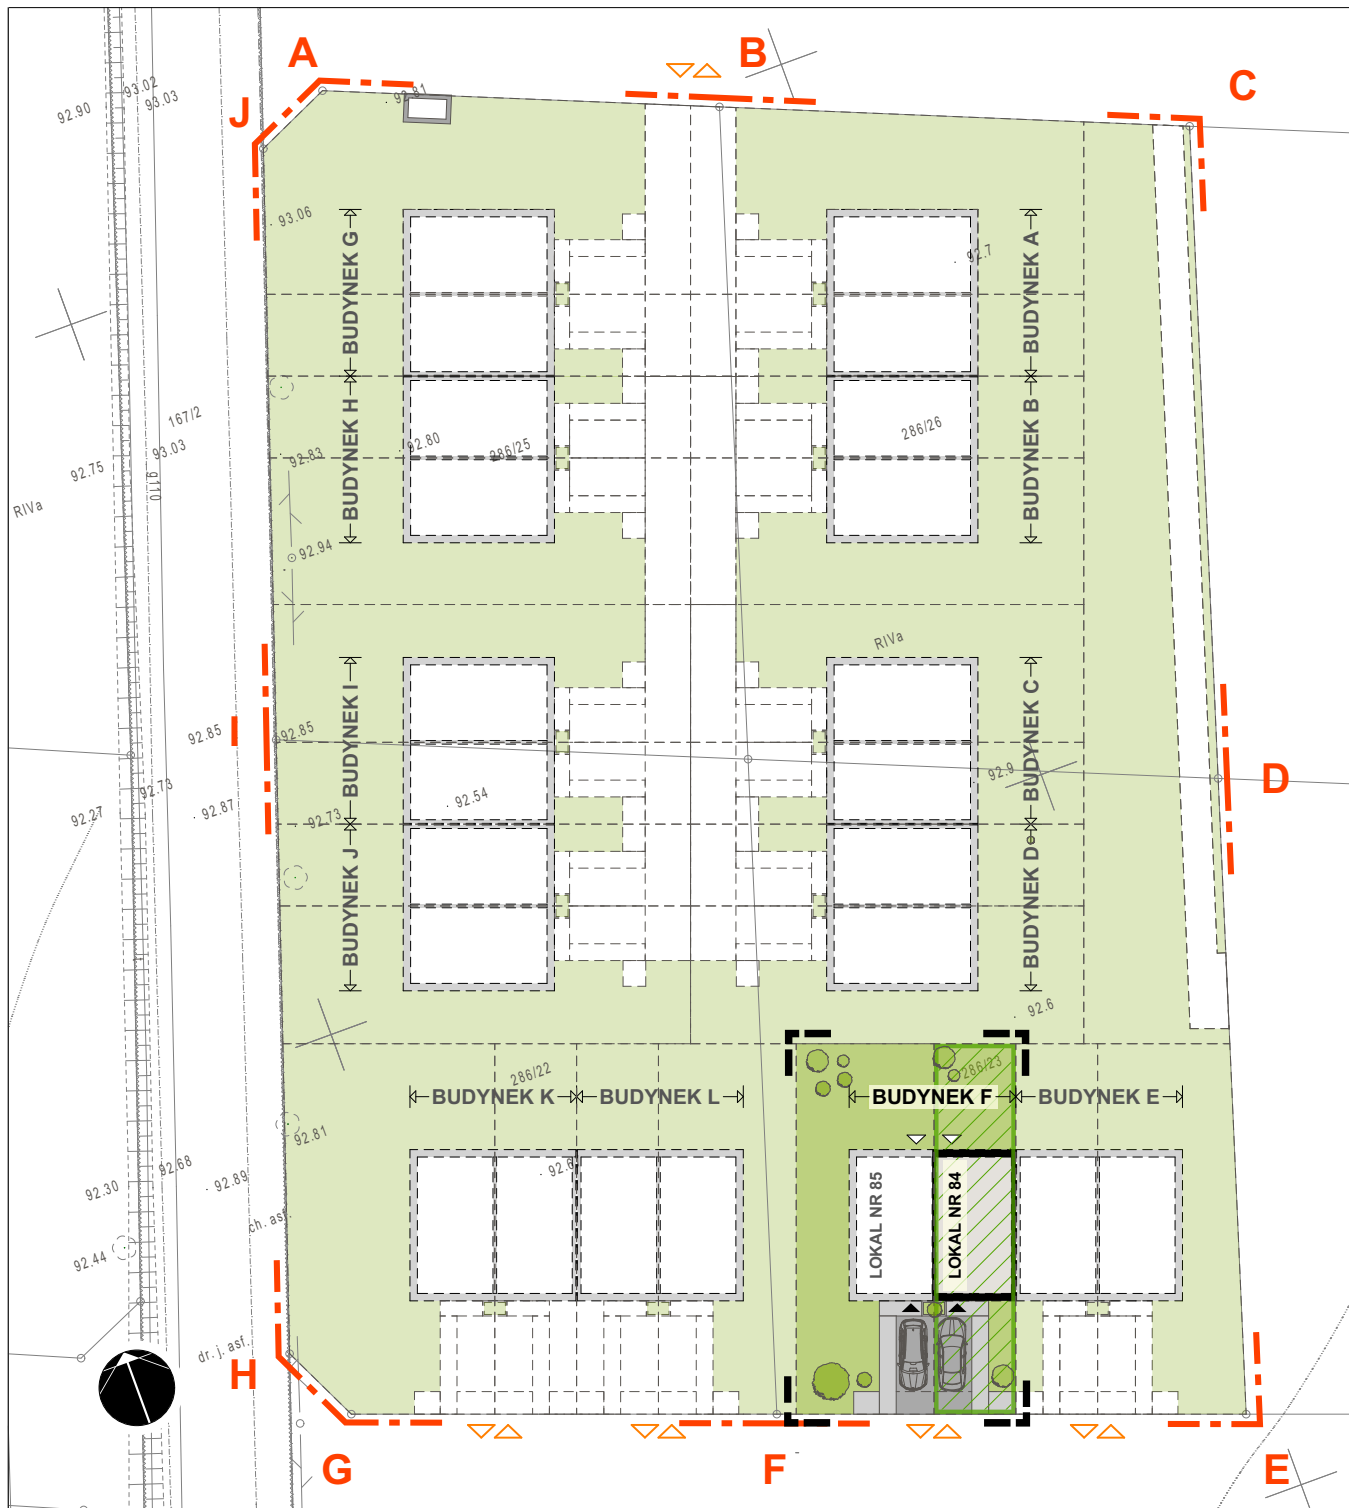 A
B
C
J
92.90
93.02
93.03
92.81
93.06
BUDYNEK G
BUDYNEK A
92.7
167/2
93.03
92.75
g110
RIVa
92.83
92.80
286/25
286/26
BUDYNEK H
BUDYNEK B
92.94
RIVa
BUDYNEK I
BUDYNEK C
92.85
92.85
92.9
D
92.73
92.27
92.87
92.73
92.54
BUDYNEK J
BUDYNEK D
92.6
286/22
286/23
BUDYNEK K
BUDYNEK L
BUDYNEK F
BUDYNEK E
92.81
92.68
92.30
92.89
92.6
ch. asf.
92.44
LOKAL NR 85
LOKAL NR 84
dr. j. asf.
H
G
F
E